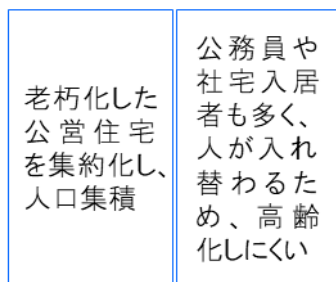 老朽化した
公営住宅
を集約化し、
人口集積
公務員や
社宅入居
者も多く、
人が入れ
替わるた
め、高齢
化しにくい